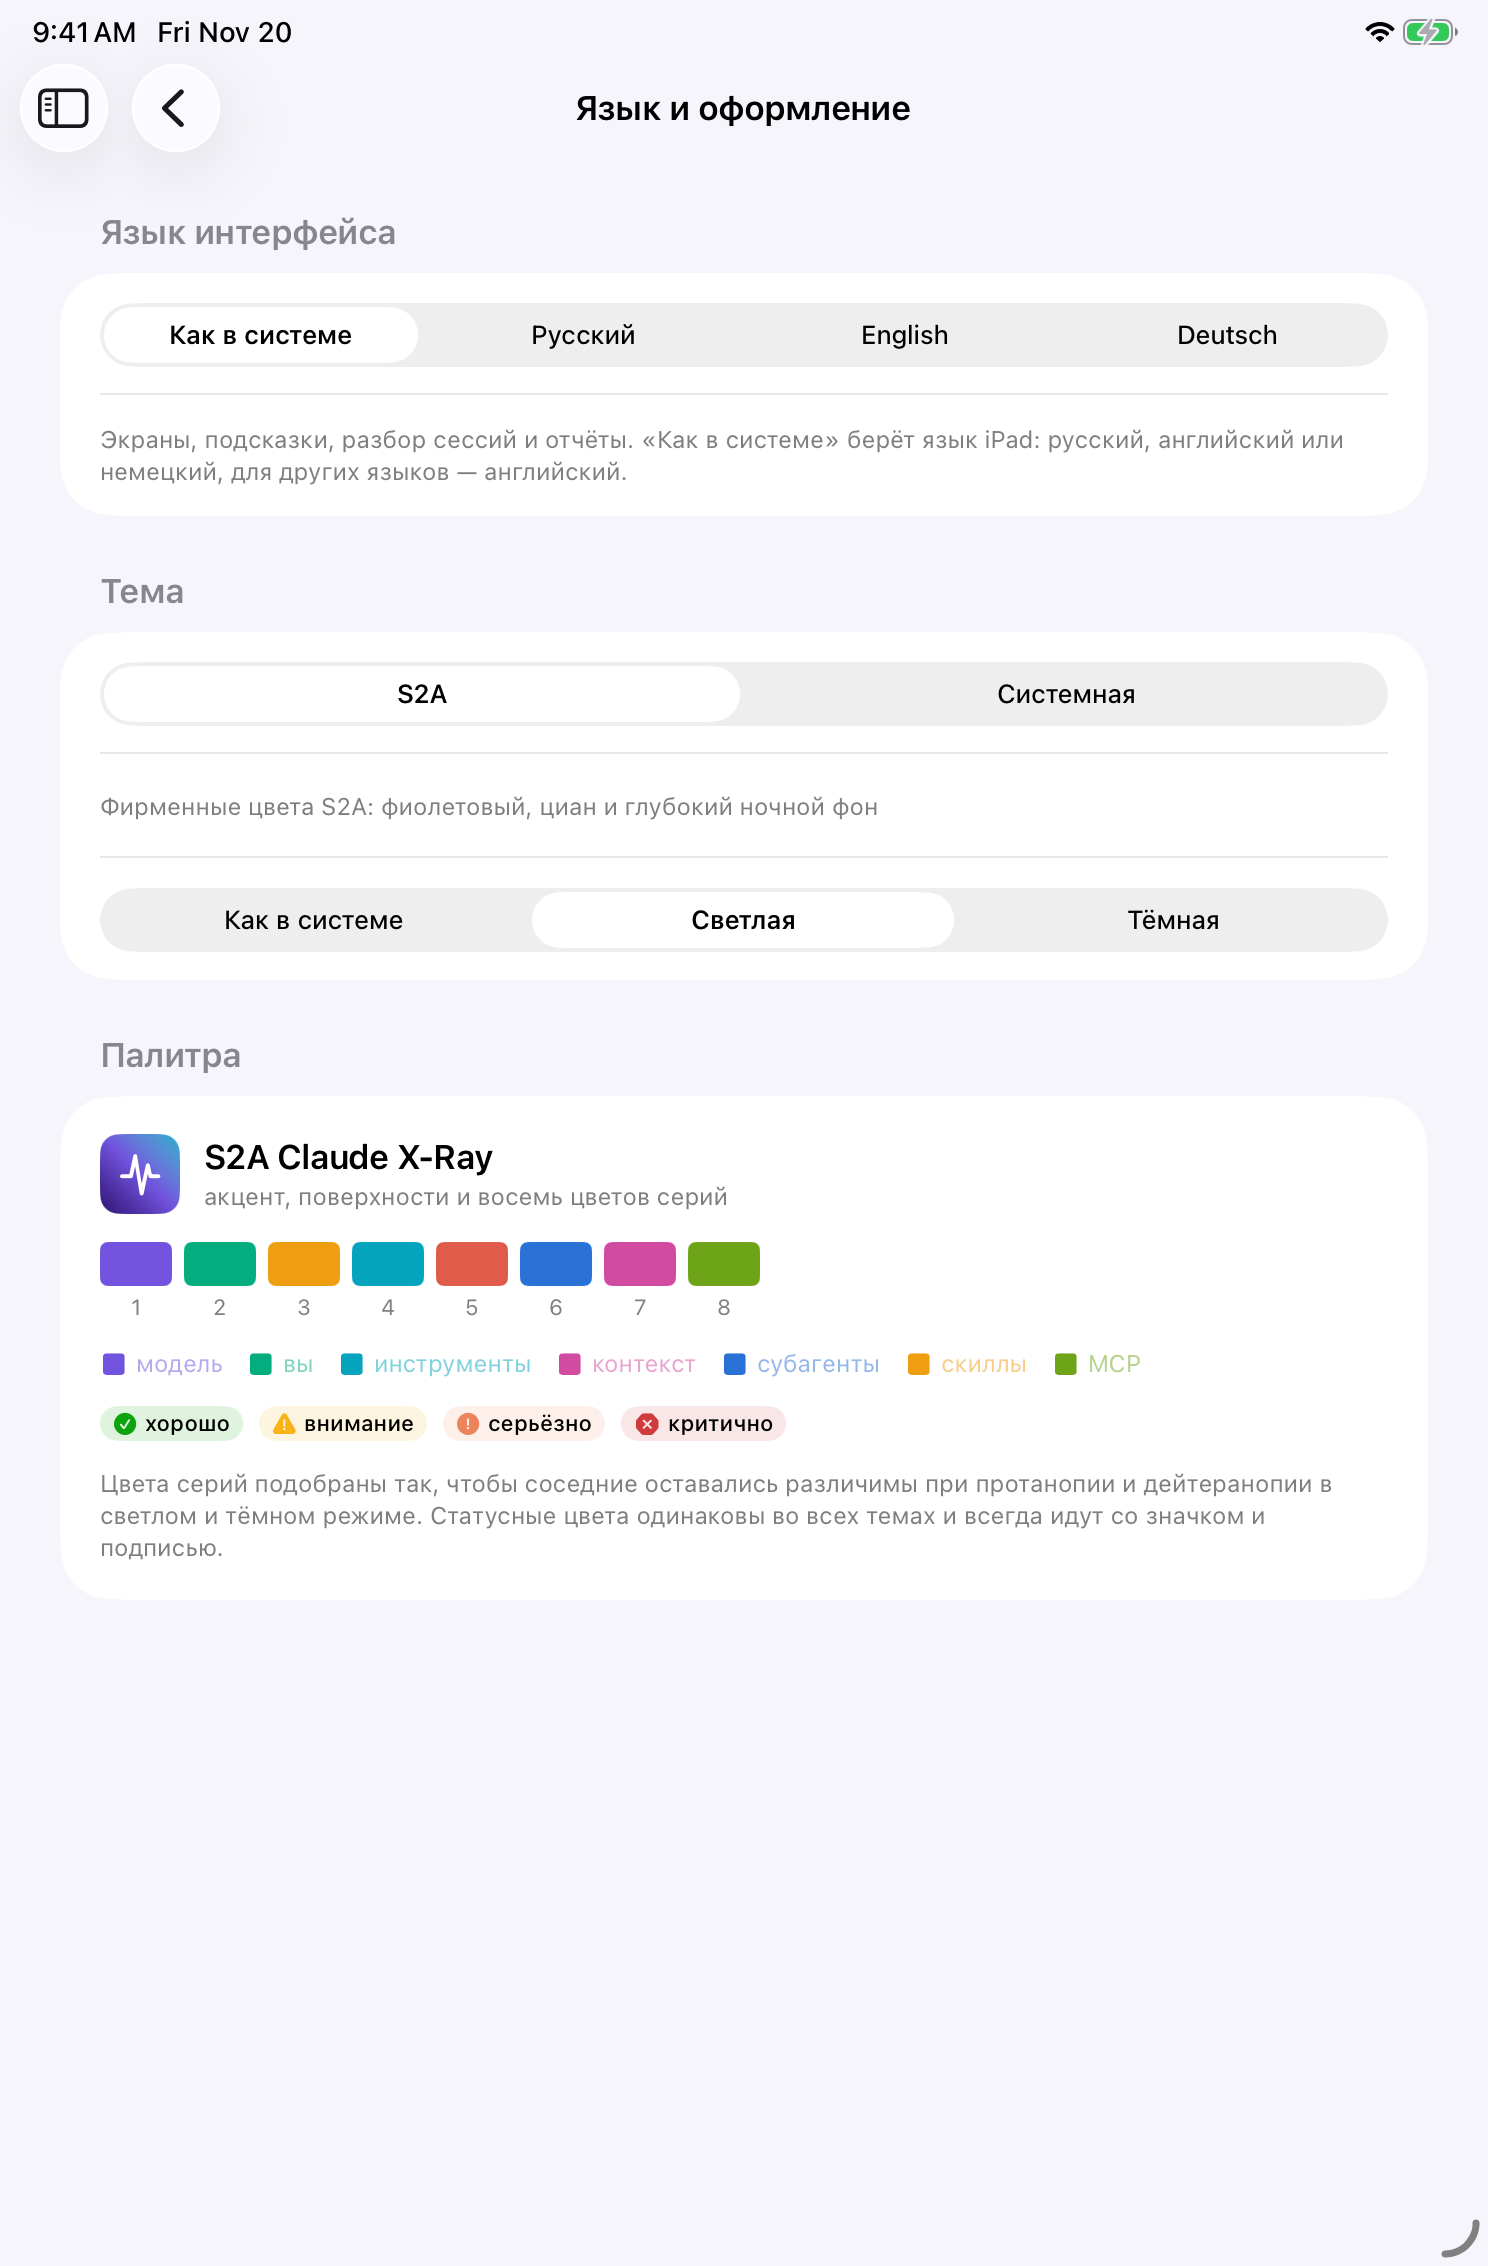 9:41 AM Fri Nov 20
Язык и оформление
Язык интерфейса
Как в системе Русский English Deutsch
Экраны, подсказки, разбор сессий и отчёты. «Как в системе» берёт язык iPad: русский, английский или
немецкий, для других языков — английский.
Тема
S2A Системная
Фирменные цвета S2A: фиолетовый, циан и глубокий ночной фон
Как в системе Светлая Тёмная
Палитра
S2A Claude X-Ray
акцент, поверхности и восемь цветов серий
1 2 3 4 5 6 7 8
модель вы инструменты контекст субагенты скиллы MCP
хорошо внимание серьёзно критично
Цвета серий подобраны так, чтобы соседние оставались различимы при протанопии и дейтеранопии в
светлом и тёмном режиме. Статусные цвета одинаковы во всех темах и всегда идут со значком и
подписью.